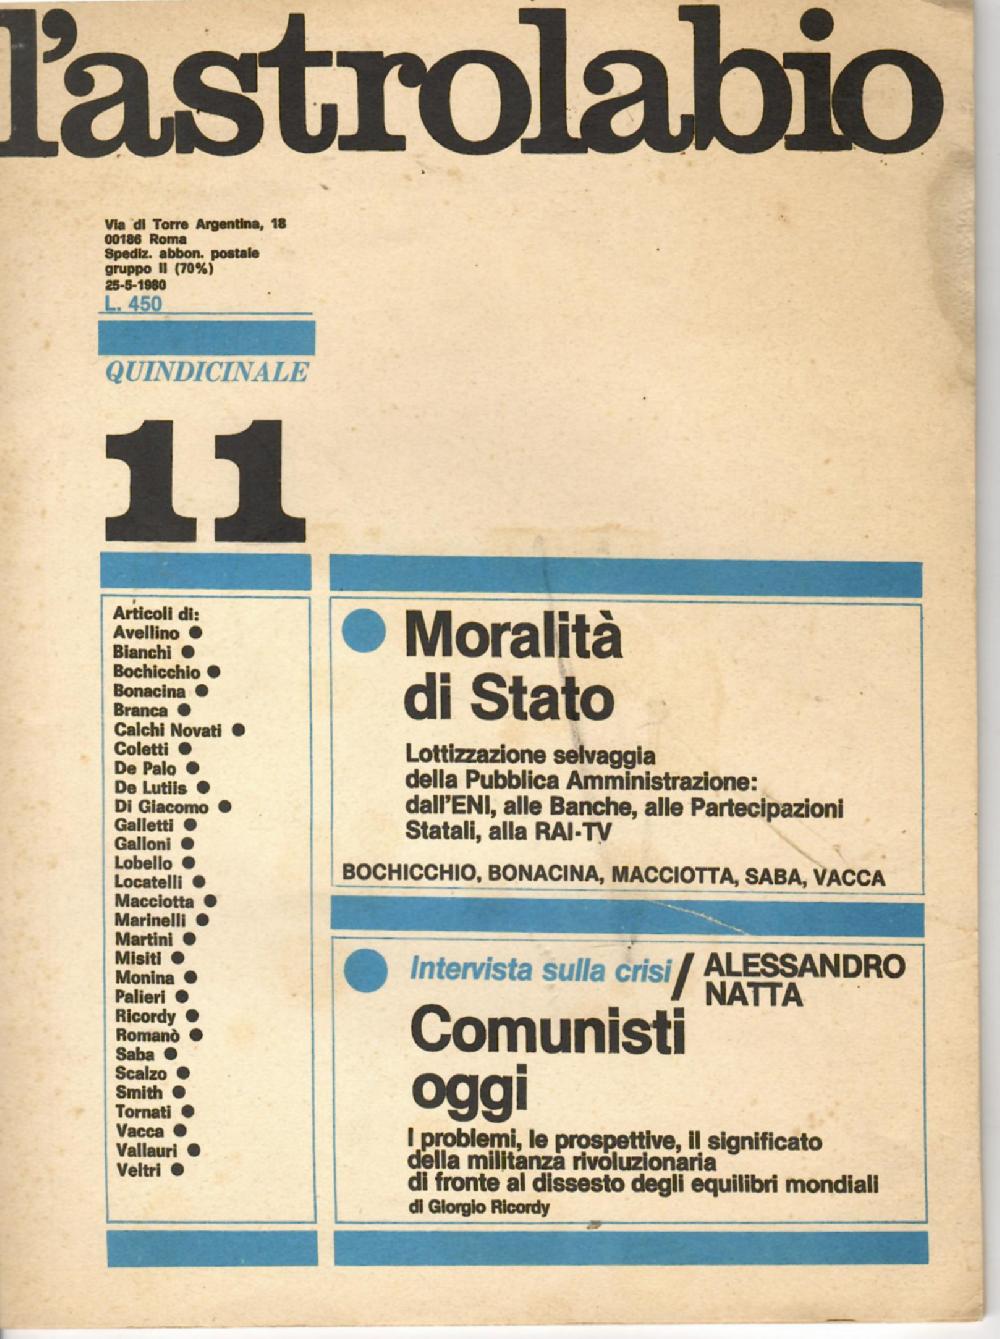 l'astrolabio
Via di Torre Argentina, 18
00186 Roma
Spediz. abbon. postale
gruppo II (70%)
25-5-1980
L. 450
QUINDICINALE
11
Articoli di:
Avellino ●
Bianchi ●
Bochicchio ●
Bonacina ●
Branca ●
Calchi Novati ●
Coletti ●
De Palo ●
De Lutiis ●
Di Giacomo ●
Galletti ●
Galloni ●
Lobello ●
Locatelli ●
Macciotta ●
Marinelli ●
Martini ●
Misiti ●
Monina ●
Palieri ●
Ricordy ●
Romanò ●
Saba ●
Scalzo ●
Smith ●
Tornati ●
Vacca ●
Vallauri ●
Veltri ●
Moralità
di Stato
Lottizzazione selvaggia
della Pubblica Amministrazione:
dall'ENI, alle Banche, alle Partecipazioni
Statali, alla RAI-TV
BOCHICCHIO, BONACINA, MACCIOTTA, SABA, VACCA
Intervista sulla crisi / ALESSANDRO
NATTA
Comunisti
oggi
I problemi, le prospettive, il significato
della militanza rivoluzionaria
di fronte al dissesto degli equilibri mondiali
di Giorgio Ricordy